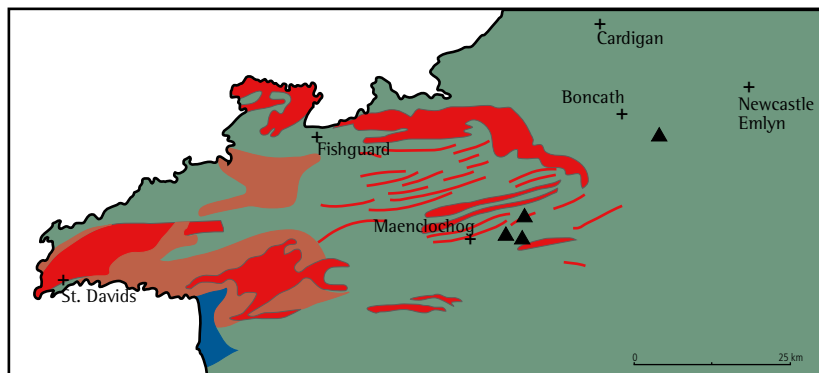 Cardigan
Boncath
Newcastle
Emlyn
Fishguard
Maenclochog
St. Davids
0
25 km